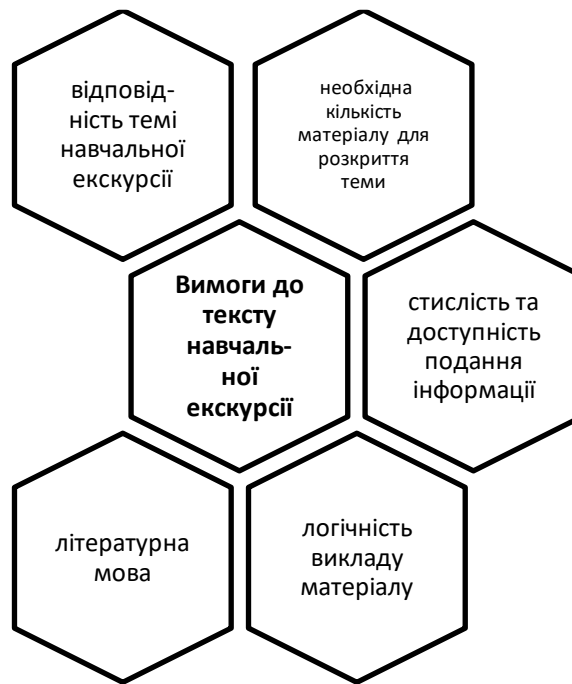 відповід-
ність темі
навчальної
екскурсії
необхідна
кількість
матеріалу для
розкриття
теми
Вимоги до
тексту
навчаль-
ної
екскурсії
стислість та
доступність
подання
інформації
літературна
мова
логічність
викладу
матеріалу